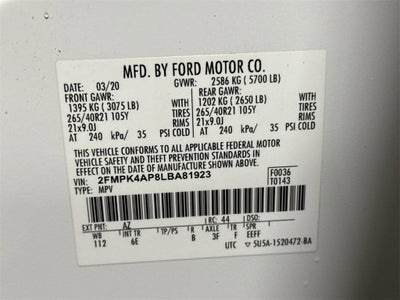 MFD. BY FORD MOTOR CO.
DATE: 03/20 GVWR: 2586 KG ( 5700 LB)
FRONT GAWR: REAR GAWR:
1395 KG ( 3075 LB) WITH 1202 KG ( 2650 LB) WITH
265/40R21 105Y TIRES 265/40R21 105Y TIRES
21x9.0J RIMS 21x9.0J RIMS
AT 240 kPa/ 35 PSI COLD AT 240 kPa/ 35 PSI COLD
THIS VEHICLE CONFORMS TO ALL APPLICABLE FEDERAL MOTOR
VEHICLE SAFETY AND THEFT PREVENTION STANDARDS IN
EFFECT ON THE DATE OF MANUFACTURE SHOWN ABOVE.
VIN: 2FMPK4AP8LBA81923 F0036
TYPE: MPV T0143
EXT PNT: AZ RC: 44 DSO:
WB INT TR TP/PS R AXLE TR SPR
112 6E B 3F F EEFF
UTC 5U5A-1520472-BA